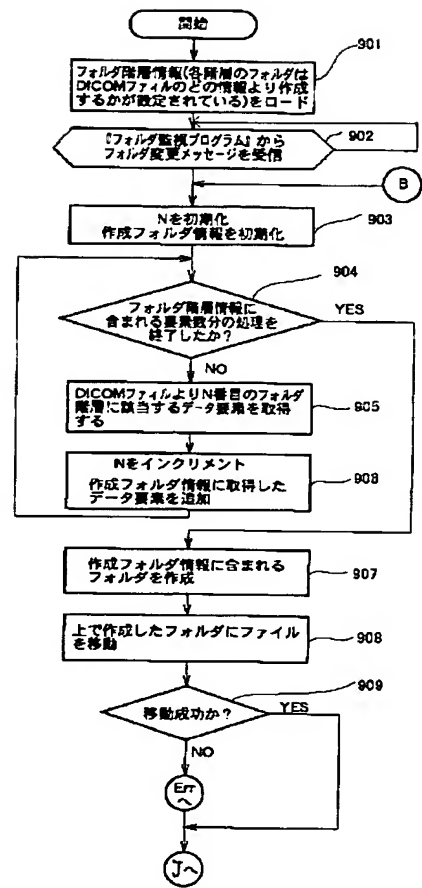 開始
901
フォルダ階層情報(各階層のフォルダは
DICOMファイルのどの情報より作成
するかが設定されている)をロード
『フォルダ監視プログラム』から
フォルダ変更メッセージを受信
902
B
Nを初期化
作成フォルダ情報を初期化
903
904
フォルダ階層情報に
含まれる要素数分の処理を
終了したか?
YES
NO
DICOMファイルよりN番目のフォルダ
階層に該当するデータ要素を取得
する
905
Nをインクリメント
作成フォルダ情報に取得した
データ要素を追加
906
作成フォルダ情報に含まれる
フォルダを作成
907
上で作成したフォルダにファイル
を移動
908
909
移動成功か?
YES
NO
Err
へ
Jへ